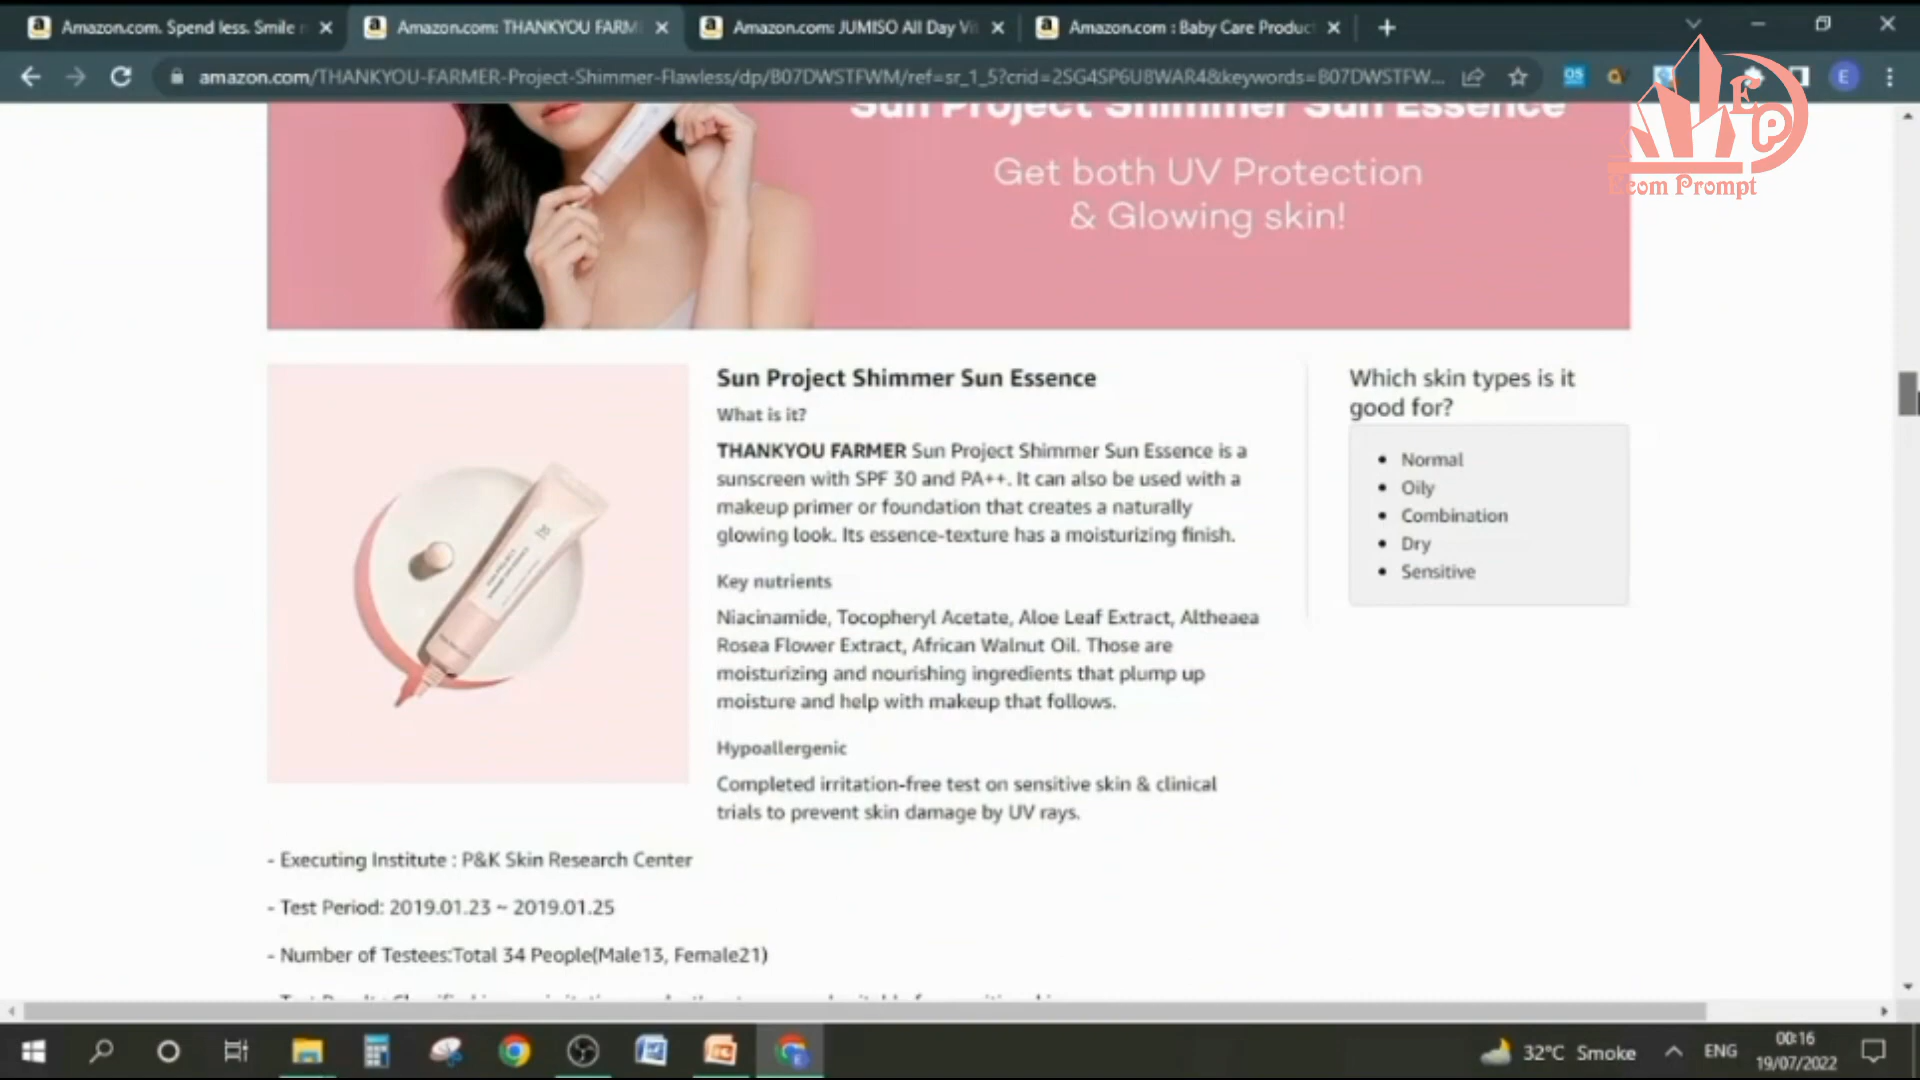 Amazon.com. Spend less. Smile
Amazon.com: THANKYOU FARM
Amazon.com: JUMISO All Day Vi
Amazon.com : Baby Care Produc
amazon.com/THANKYOU-FARMER-Project-Shimmer-Flawless/dp/B07DWSTFWM/ref=sr_1_5?crid=2SG4SP6U8WAR4&keywords=B07DWSTFW...
E
EP
Ecom Prompt
Sun Project Shimmer Sun Essence
Get both UV Protection
& Glowing skin!
Sun Project Shimmer Sun Essence
What is it?
THANKYOU FARMER Sun Project Shimmer Sun Essence is a
sunscreen with SPF 30 and PA++. It can also be used with a
makeup primer or foundation that creates a naturally
glowing look. Its essence-texture has a moisturizing finish.
Key nutrients
Niacinamide, Tocopheryl Acetate, Aloe Leaf Extract, Altheaea
Rosea Flower Extract, African Walnut Oil. Those are
moisturizing and nourishing ingredients that plump up
moisture and help with makeup that follows.
Hypoallergenic
Completed irritation-free test on sensitive skin & clinical
trials to prevent skin damage by UV rays.
Which skin types is it
good for?
• Normal
• Oily
• Combination
• Dry
• Sensitive
- Executing Institute : P&K Skin Research Center
- Test Period: 2019.01.23 ~ 2019.01.25
- Number of Testees:Total 34 People(Male13, Female21)
32°C Smoke
ENG
00:16
19/07/2022